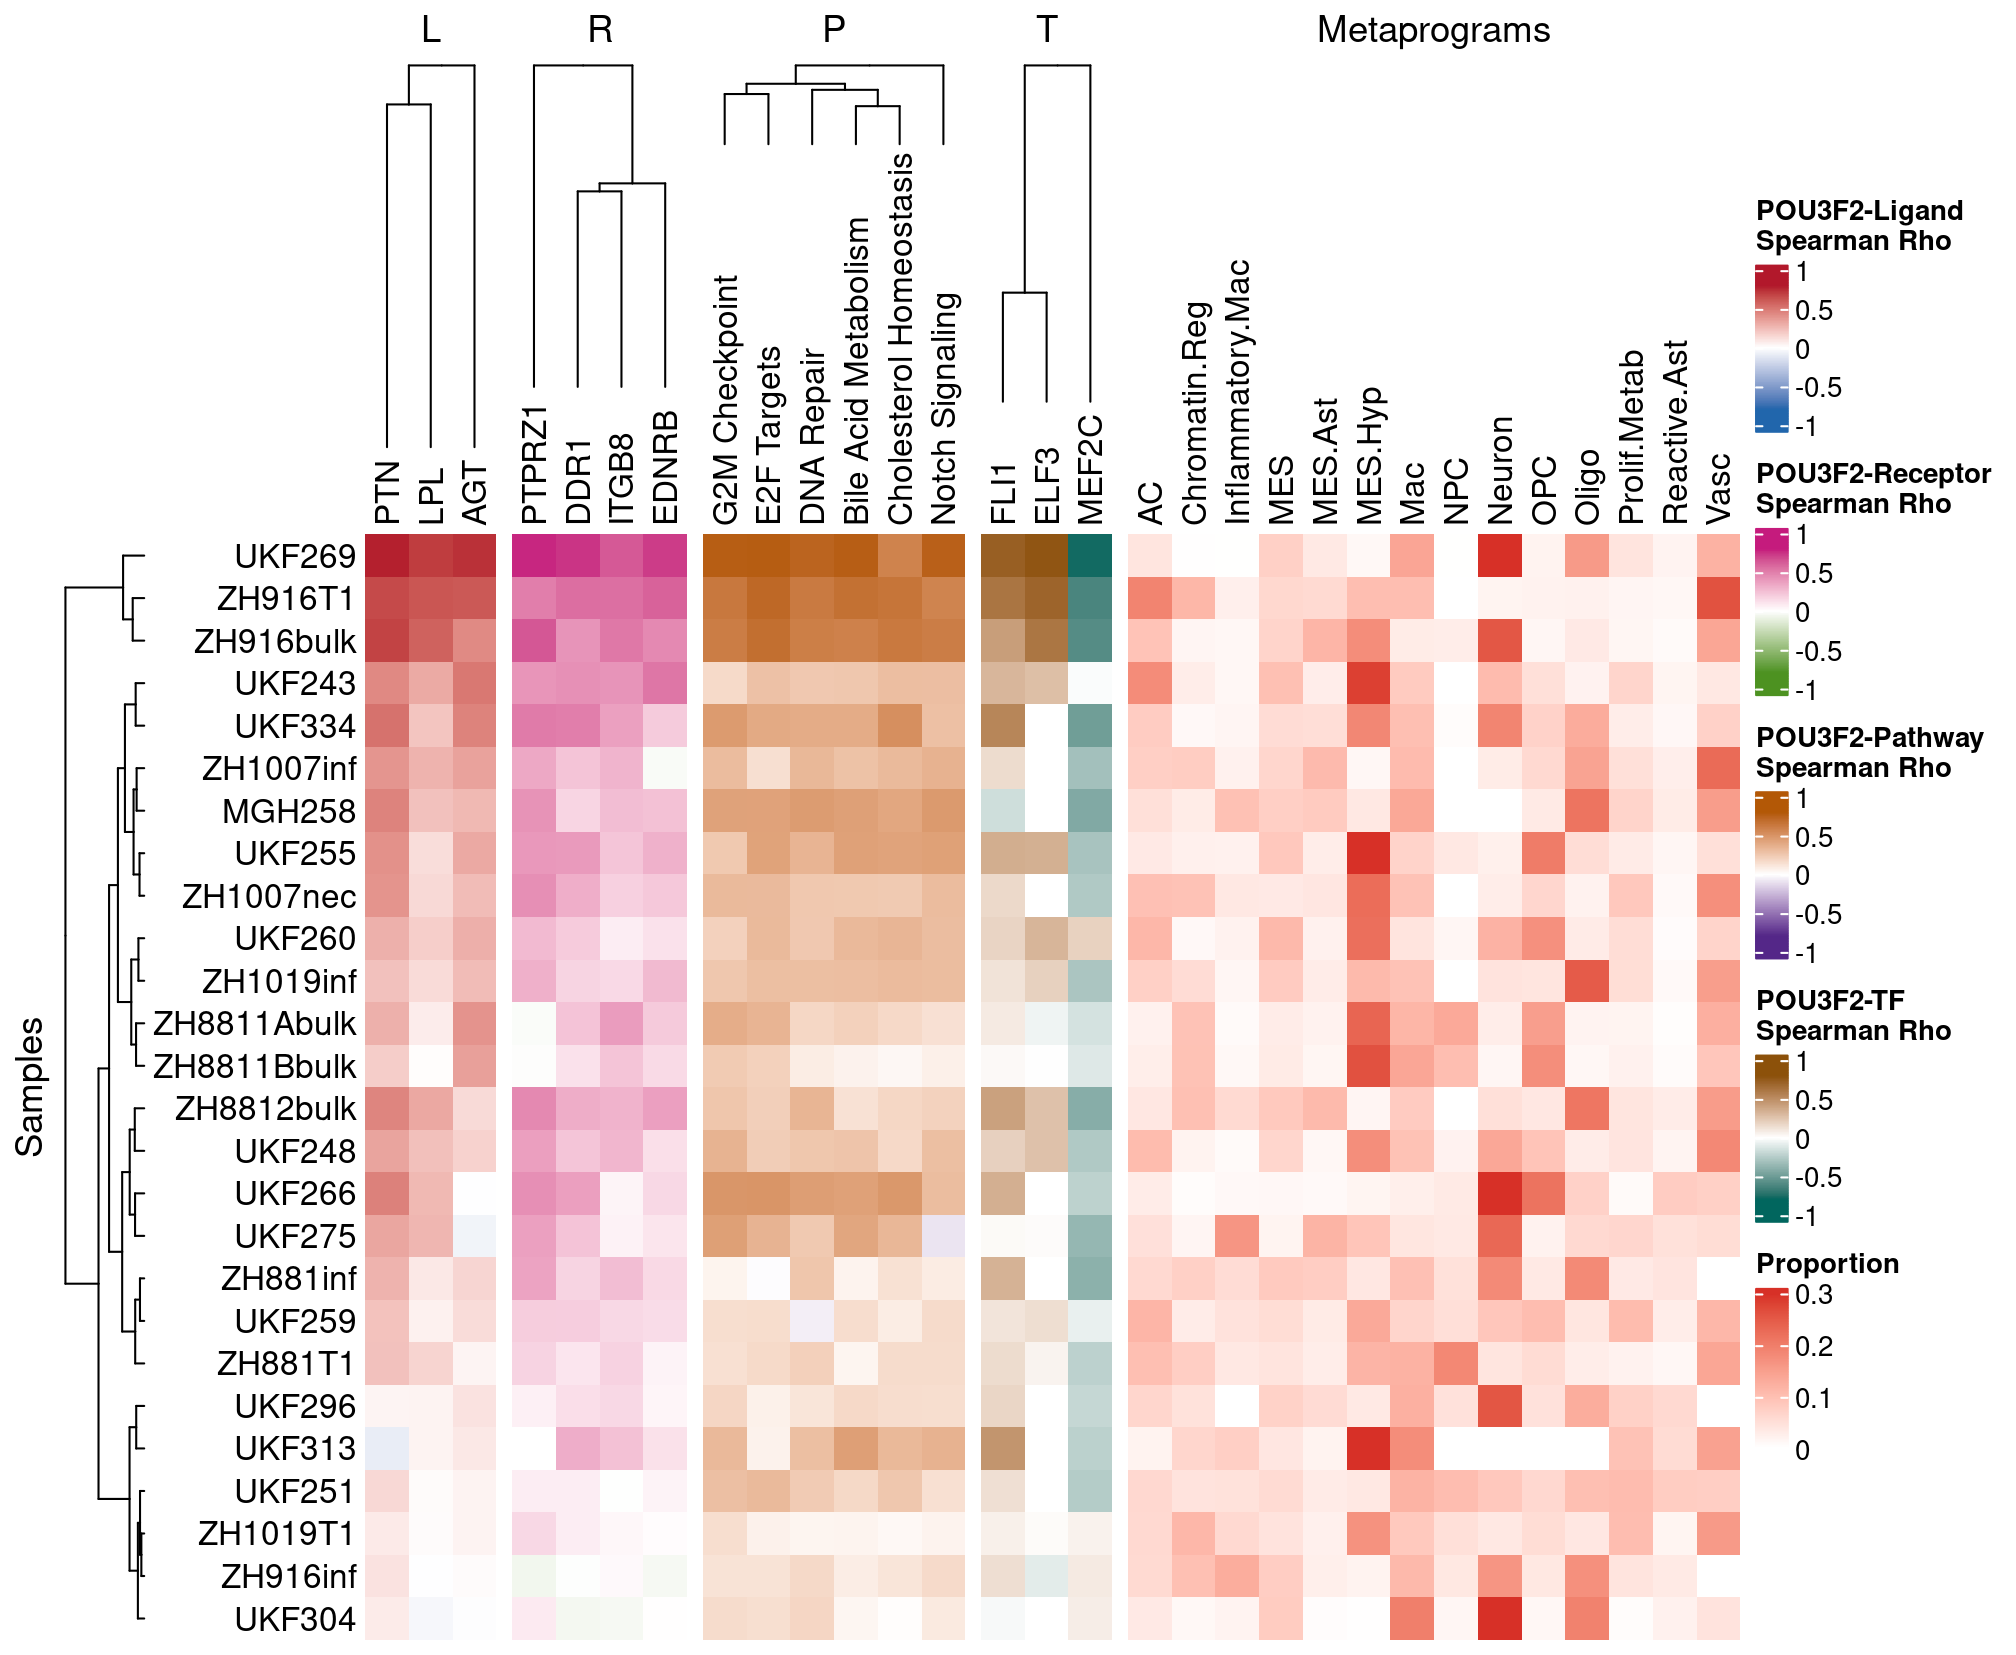 L
R
P
T
Metaprograms
PTN
LPL
AGT
PTPRZ1
DDR1
ITGB8
EDNRB
G2M Checkpoint
E2F Targets
DNA Repair
Bile Acid Metabolism
Cholesterol Homeostasis
Notch Signaling
FLI1
ELF3
MEF2C
AC
Chromatin.Reg
Inflammatory.Mac
MES
MES.Ast
MES.Hyp
Mac
NPC
Neuron
OPC
Oligo
Prolif.Metab
Reactive.Ast
Vasc
Samples
UKF269
ZH916T1
ZH916bulk
UKF243
UKF334
ZH1007inf
MGH258
UKF255
ZH1007nec
UKF260
ZH1019inf
ZH8811Abulk
ZH8811Bbulk
ZH8812bulk
UKF248
UKF266
UKF275
ZH881inf
UKF259
ZH881T1
UKF296
UKF313
UKF251
ZH1019T1
ZH916inf
UKF304
POU3F2-Ligand
Spearman Rho
1
0.5
0
-0.5
-1
POU3F2-Receptor
Spearman Rho
1
0.5
0
-0.5
-1
POU3F2-Pathway
Spearman Rho
1
0.5
0
-0.5
-1
POU3F2-TF
Spearman Rho
1
0.5
0
-0.5
-1
Proportion
0.3
0.2
0.1
0